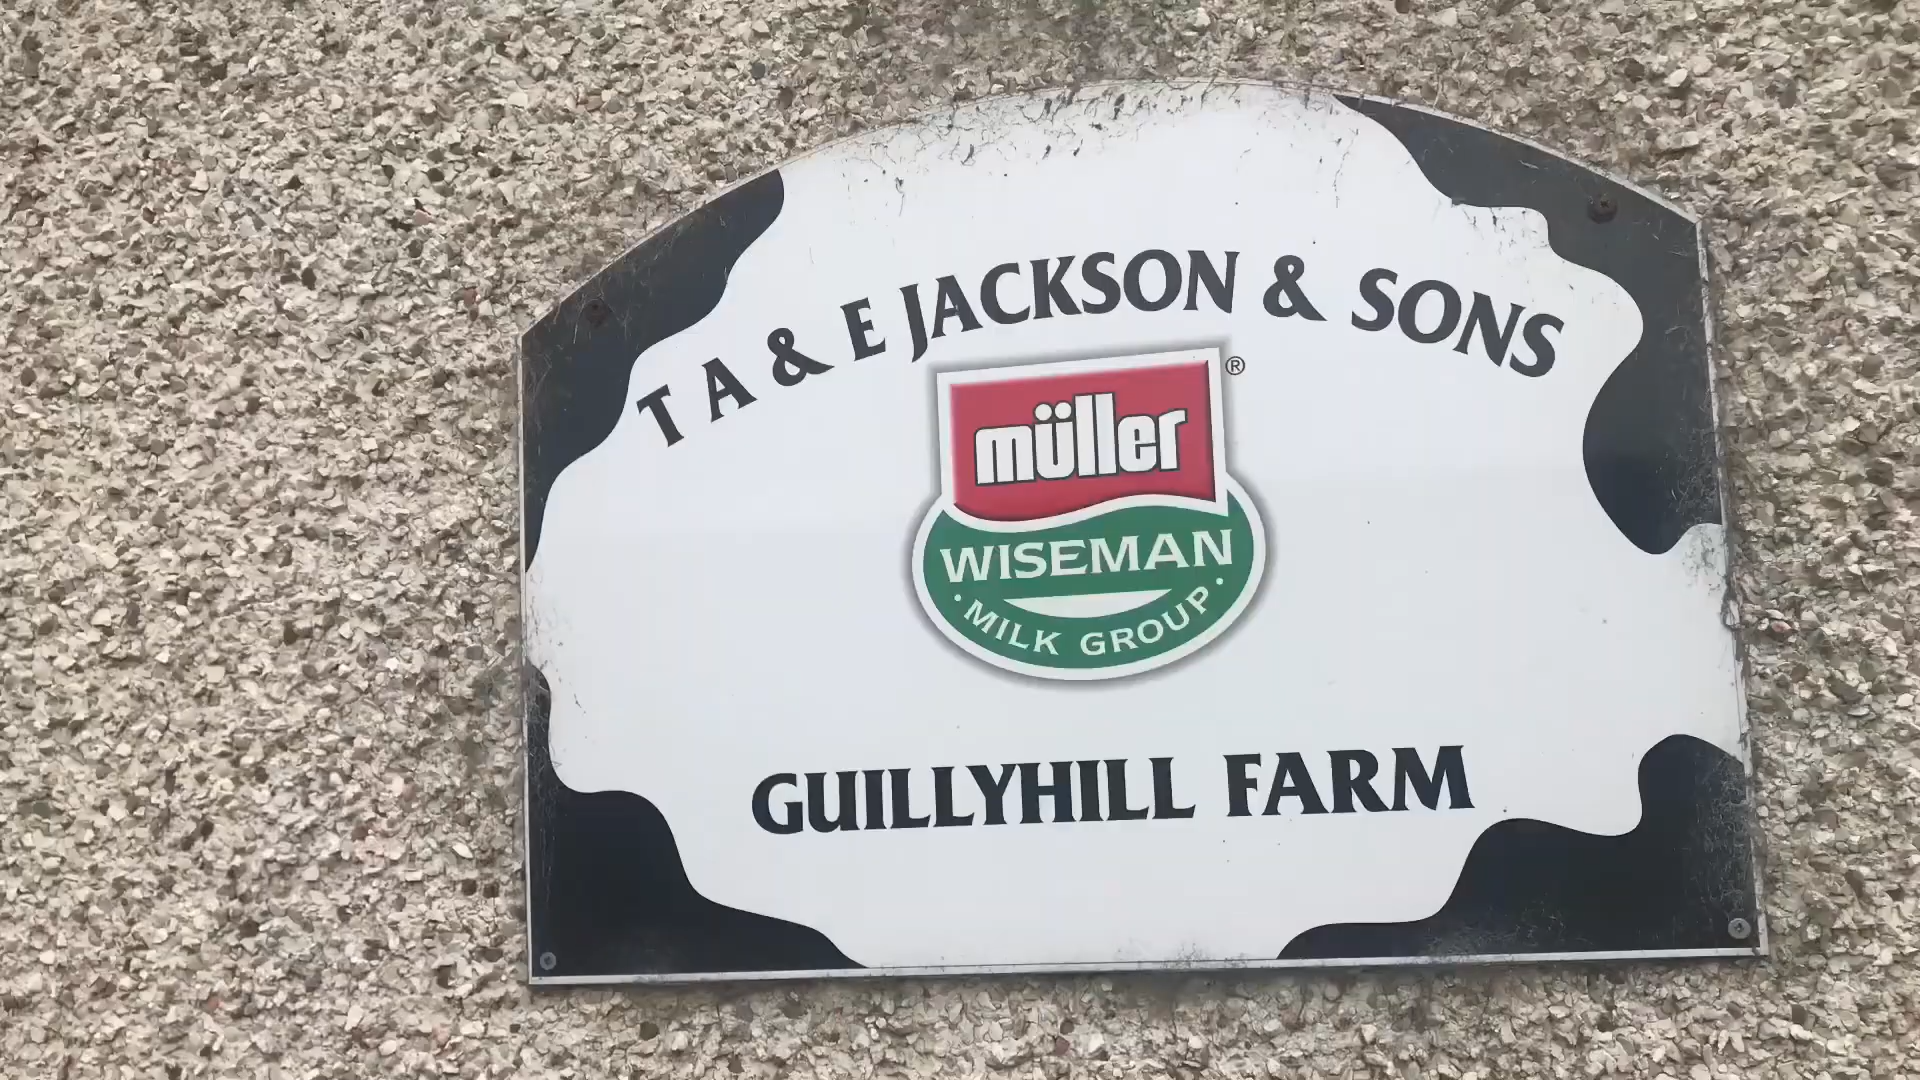 T A & E JACKSON & SONS
müller®
WISEMAN
· MILK GROUP ·
GUILLYHILL FARM